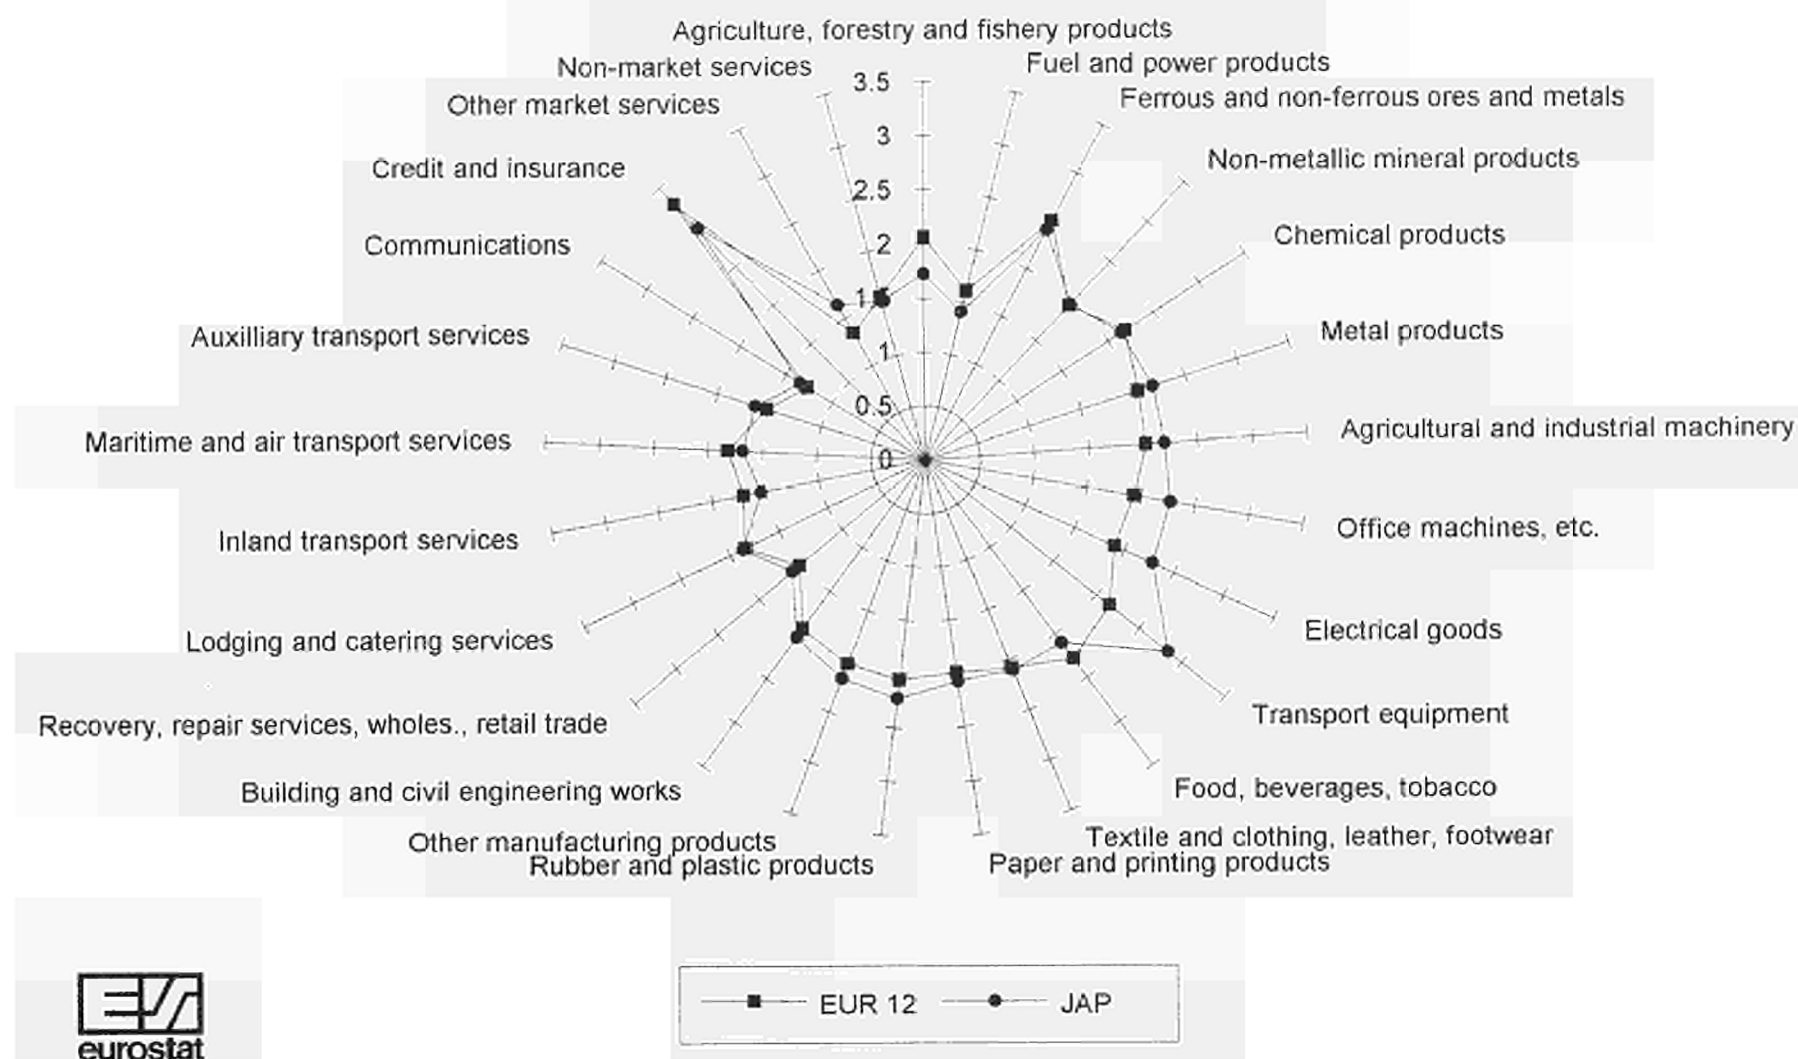 Agriculture, forestry and fishery products
Non-market services
Fuel and power products
3.5
Other market services
Ferrous and non-ferrous ores and metals
3
Credit and insurance
Non-metallic mineral products
2.5
Communications
Chemical products
2
1.5
Auxilliary transport services
Metal products
1
0.5
Maritime and air transport services
Agricultural and industrial machinery
0
Inland transport services
Office machines, etc.
Lodging and catering services
Electrical goods
Recovery, repair services, wholes., retail trade
Transport equipment
Building and civil engineering works
Food, beverages, tobacco
Other manufacturing products
Textile and clothing, leather, footwear
Rubber and plastic products
Paper and printing products
EUR 12
JAP
eurostat